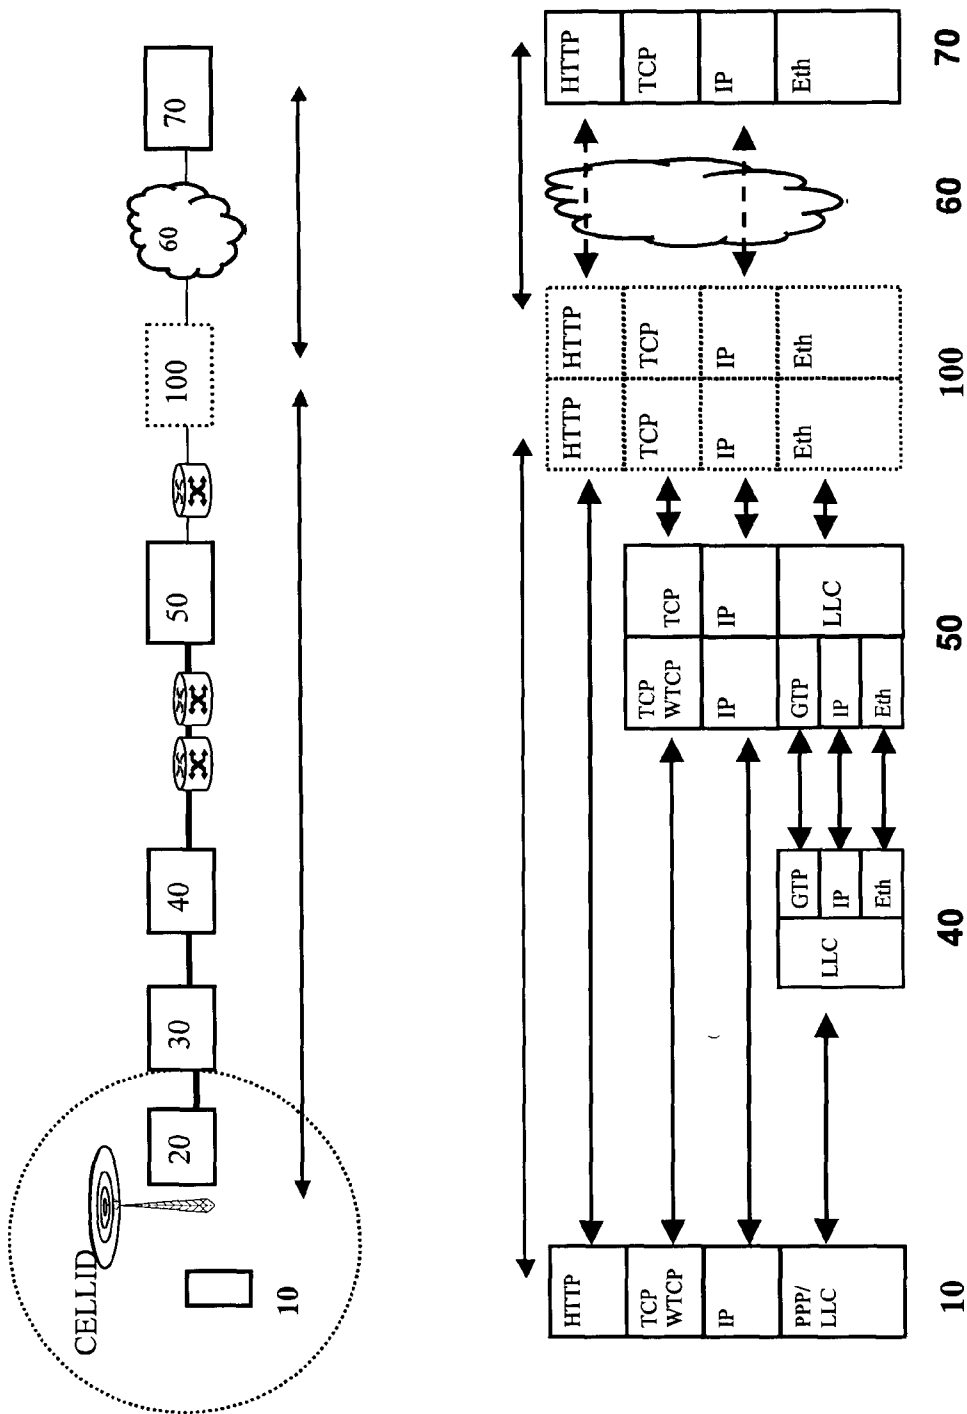 CELLID
10
20
30
40
50
100
60
70
HTTP
TCP
WTCP
IP
PPP/
LLC
LLC
GTP
IP
Eth
TCP
WTCP
IP
GTP
IP
Eth
TCP
IP
LLC
HTTP
TCP
IP
Eth
HTTP
TCP
IP
Eth
HTTP
TCP
IP
Eth
10
40
50
100
60
70